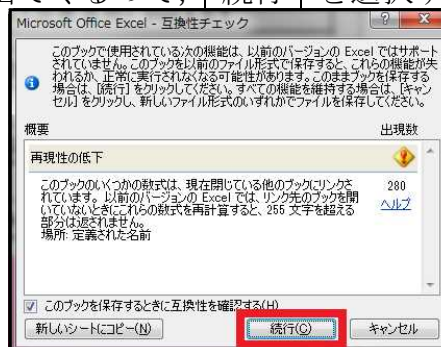 出てくるので,「続行」を選択す
Microsoft Office Excel - 互換性チェック
このブックで使用されている次の機能は、以前のバージョンの Excel ではサポート
されていません。このブックを以前のファイル形式で保存すると、これらの機能が失
われるか、正常に実行されなくなる可能性があります。このままブックを保存する
場合は、[続行] をクリックしてください。すべての機能を維持する場合は、[キャン
セル] をクリックし、新しいファイル形式のいずれかでファイルを保存してください。
概要 出現数
再現性の低下
このブックのいくつかの数式は、現在閉じている他のブックにリンクさ 280
れています。以前のバージョンの Excel では、リンク先のブックを開 ヘルプ
いていないときにこれらの数式を再計算すると、255 文字を超える
部分は返されません。
場所: 定義された名前
このブックを保存するときに互換性を確認する(H)
新しいシートにコピー(N) 続行(C) キャンセル